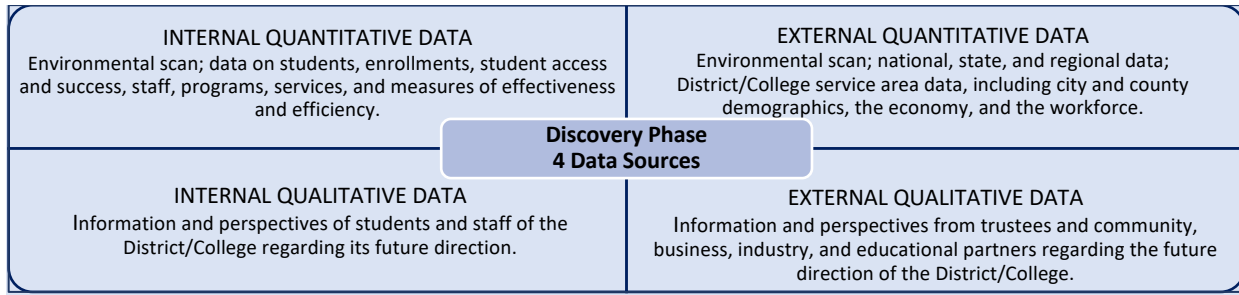 INTERNAL QUANTITATIVE DATA
Environmental scan; data on students, enrollments, student access
and success, staff, programs, services, and measures of effectiveness
and efficiency.
EXTERNAL QUANTITATIVE DATA
Environmental scan; national, state, and regional data;
District/College service area data, including city and county
demographics, the economy, and the workforce.
Discovery Phase
4 Data Sources
INTERNAL QUALITATIVE DATA
Information and perspectives of students and staff of the
District/College regarding its future direction.
EXTERNAL QUALITATIVE DATA
Information and perspectives from trustees and community,
business, industry, and educational partners regarding the future
direction of the District/College.